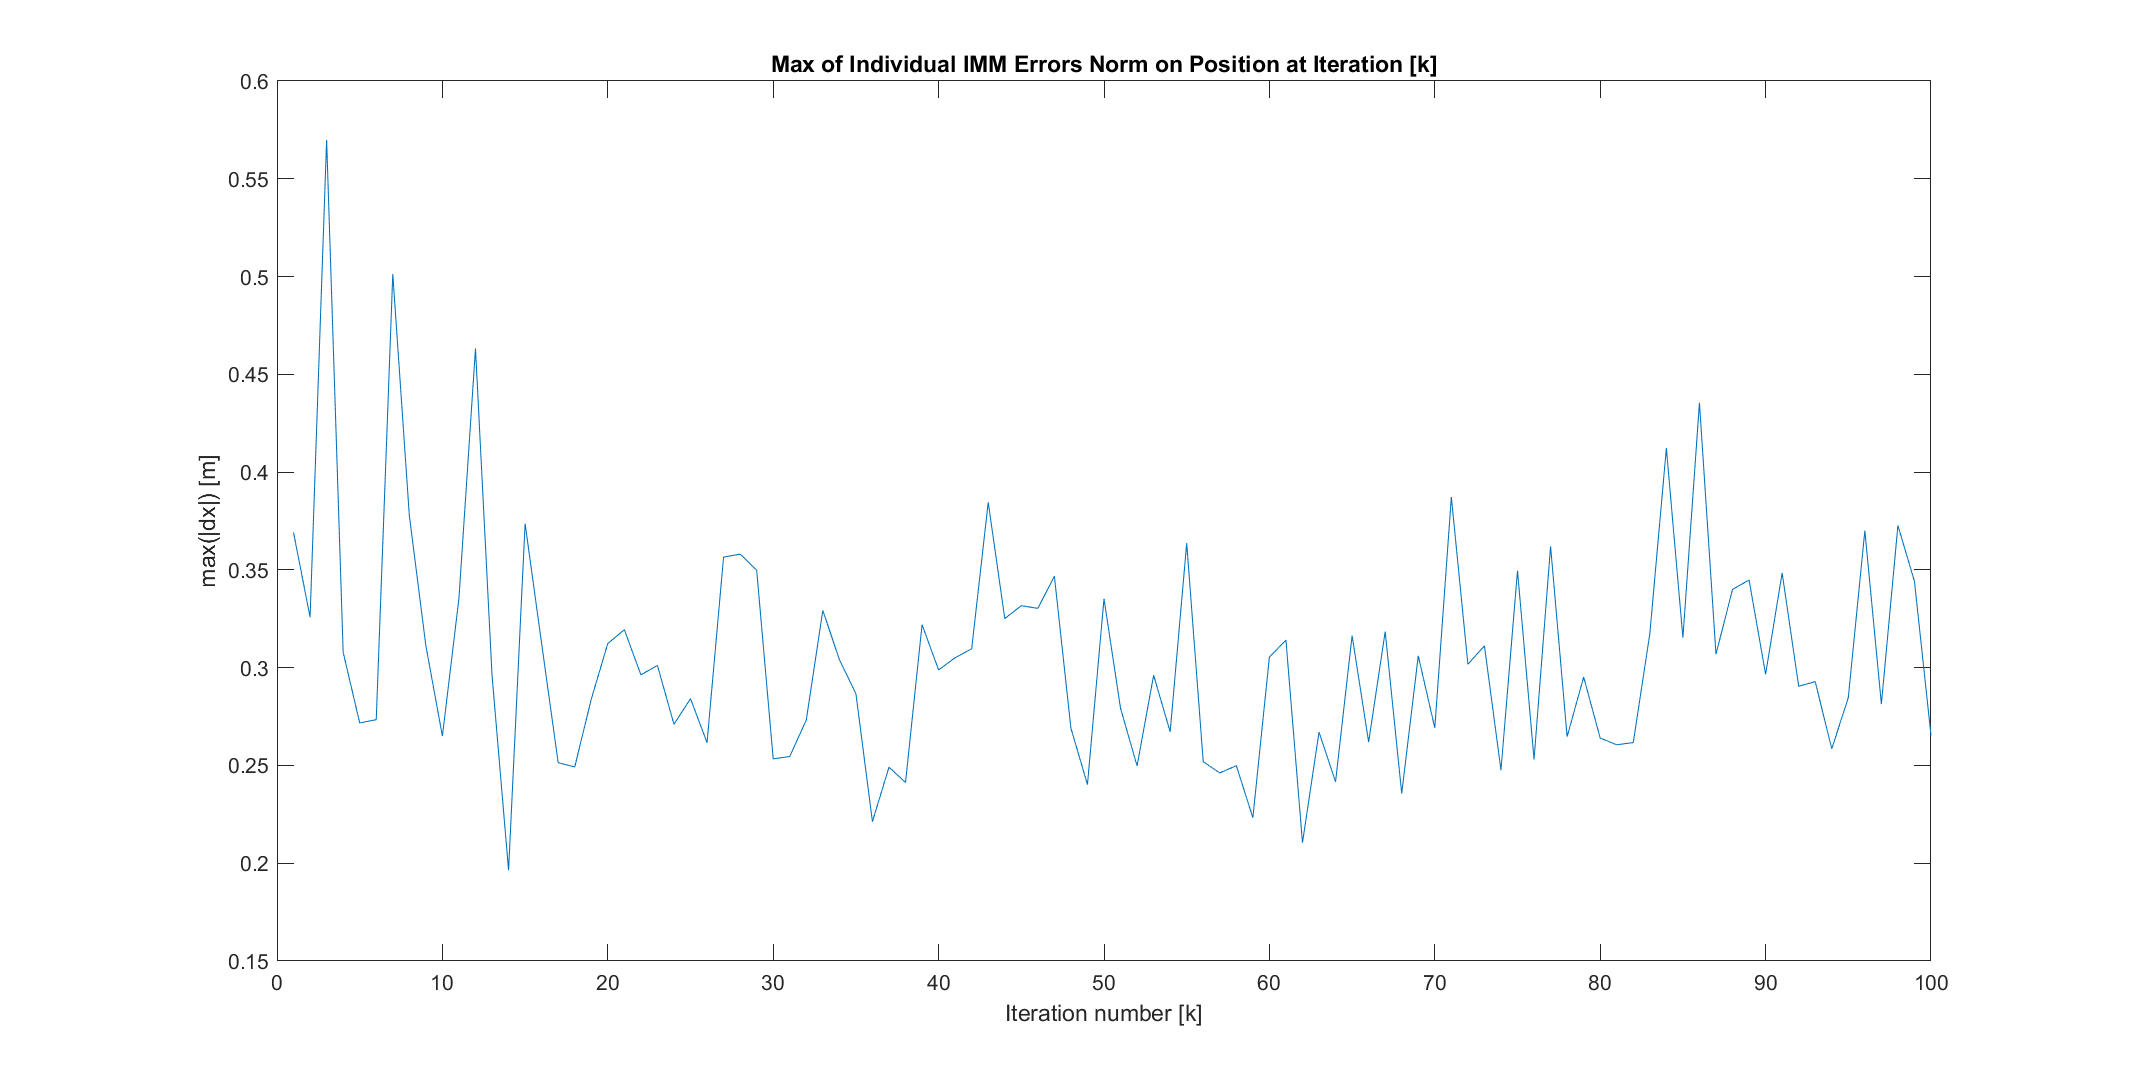 Max of Individual IMM Errors Norm on Position at Iteration [k]
0.6
0.55
0.5
0.45
0.4
0.35
0.3
0.25
0.2
0.15
max(|dx|) [m]
0 10 20 30 40 50 60 70 80 90 100
Iteration number [k]